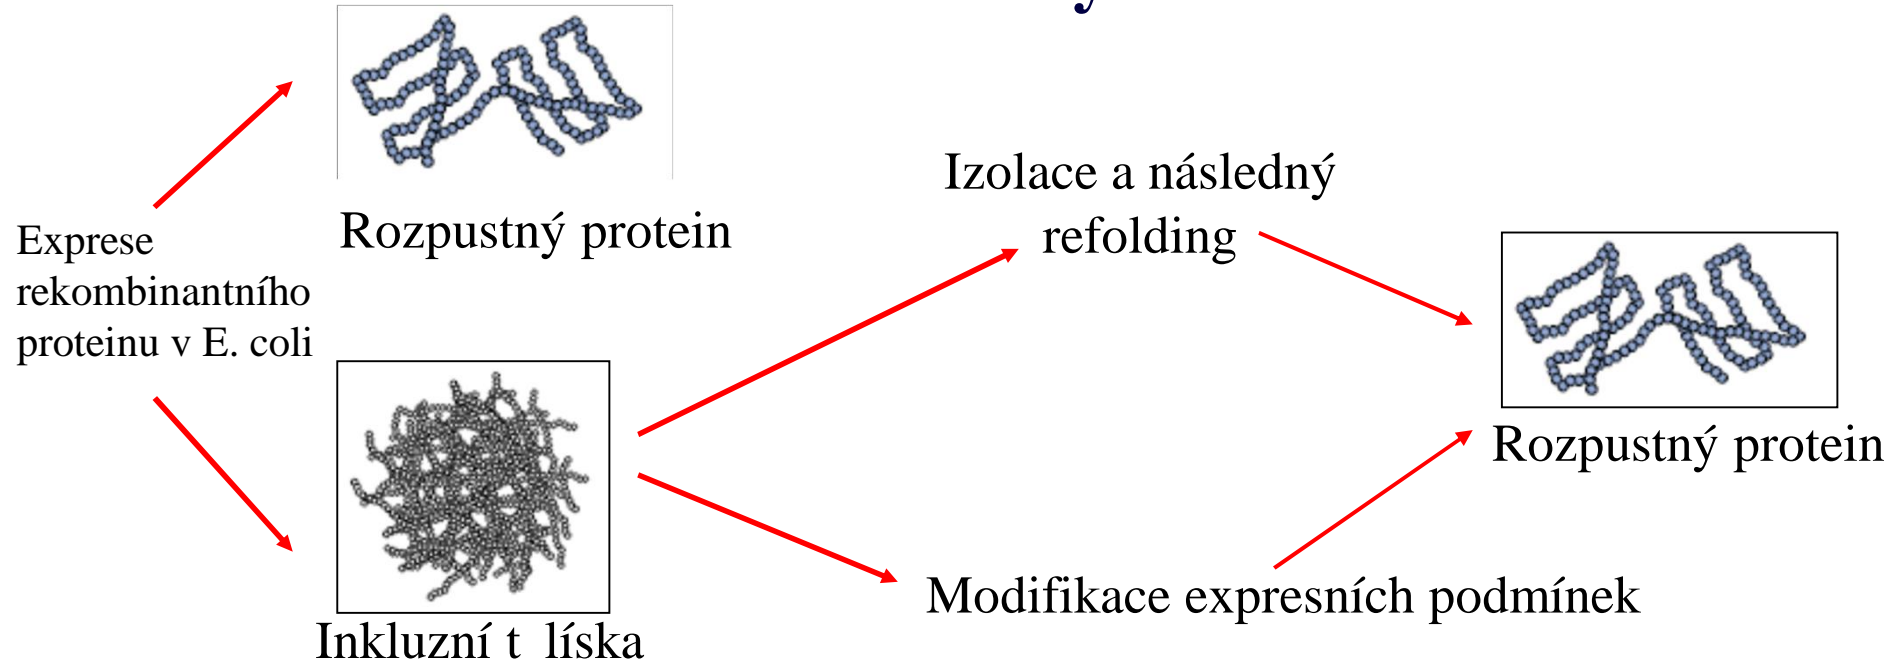 Rozpustný protein
Exprese
rekombinantního
proteinu v E. coli
Inkluzní t líska
Izolace a následný
refolding
Modifikace expresních podmínek
Rozpustný protein